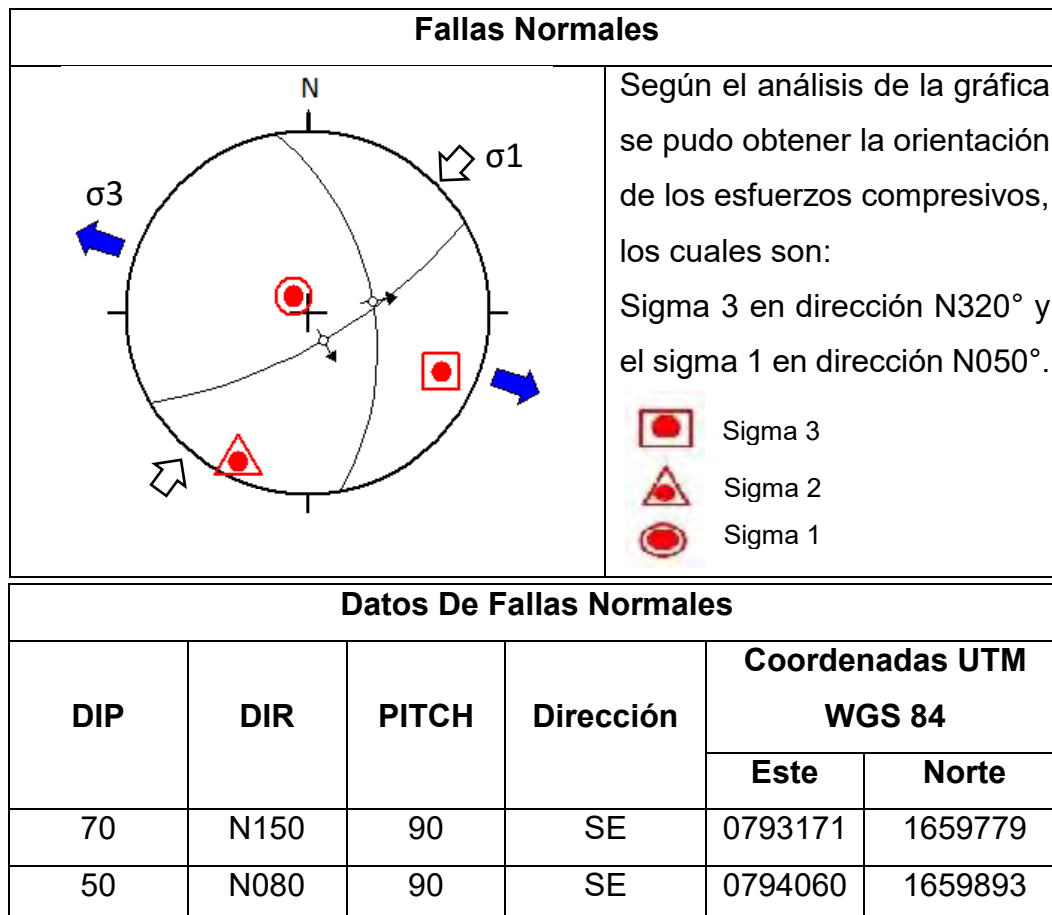 Fallas Normales
N
σ1
σ3
Según el análisis de la gráfica
se pudo obtener la orientación
de los esfuerzos compresivos,
los cuales son:
Sigma 3 en dirección N320° y
el sigma 1 en dirección N050°.
Sigma 3
Sigma 2
Sigma 1
Datos De Fallas Normales
DIP DIR PITCH Dirección Coordenadas UTM WGS 84
Este Norte
70 N150 90 SE 0793171 1659779
50 N080 90 SE 0794060 1659893